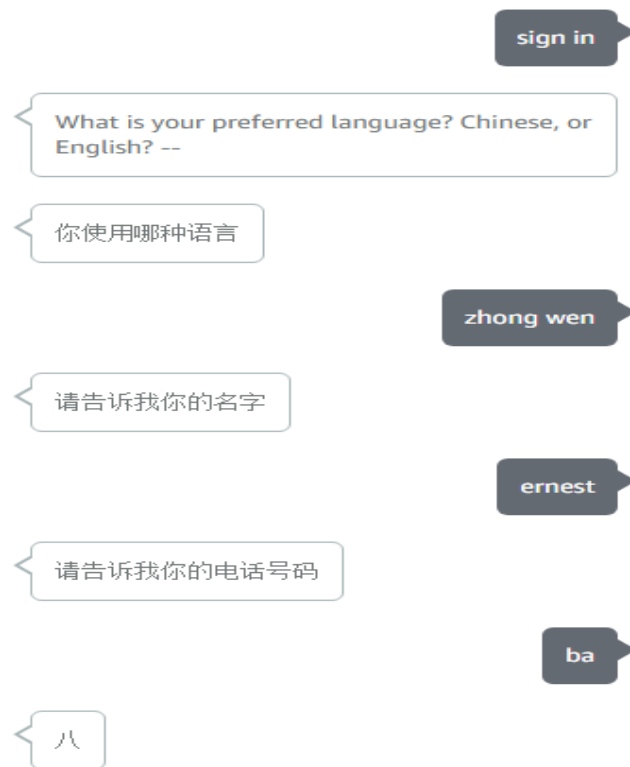 sign in
What is your preferred language? Chinese, or
English? --
你使用哪种语言
zhong wen
请告诉我你的名字
ernest
请告诉我你的电话号码
ba
八